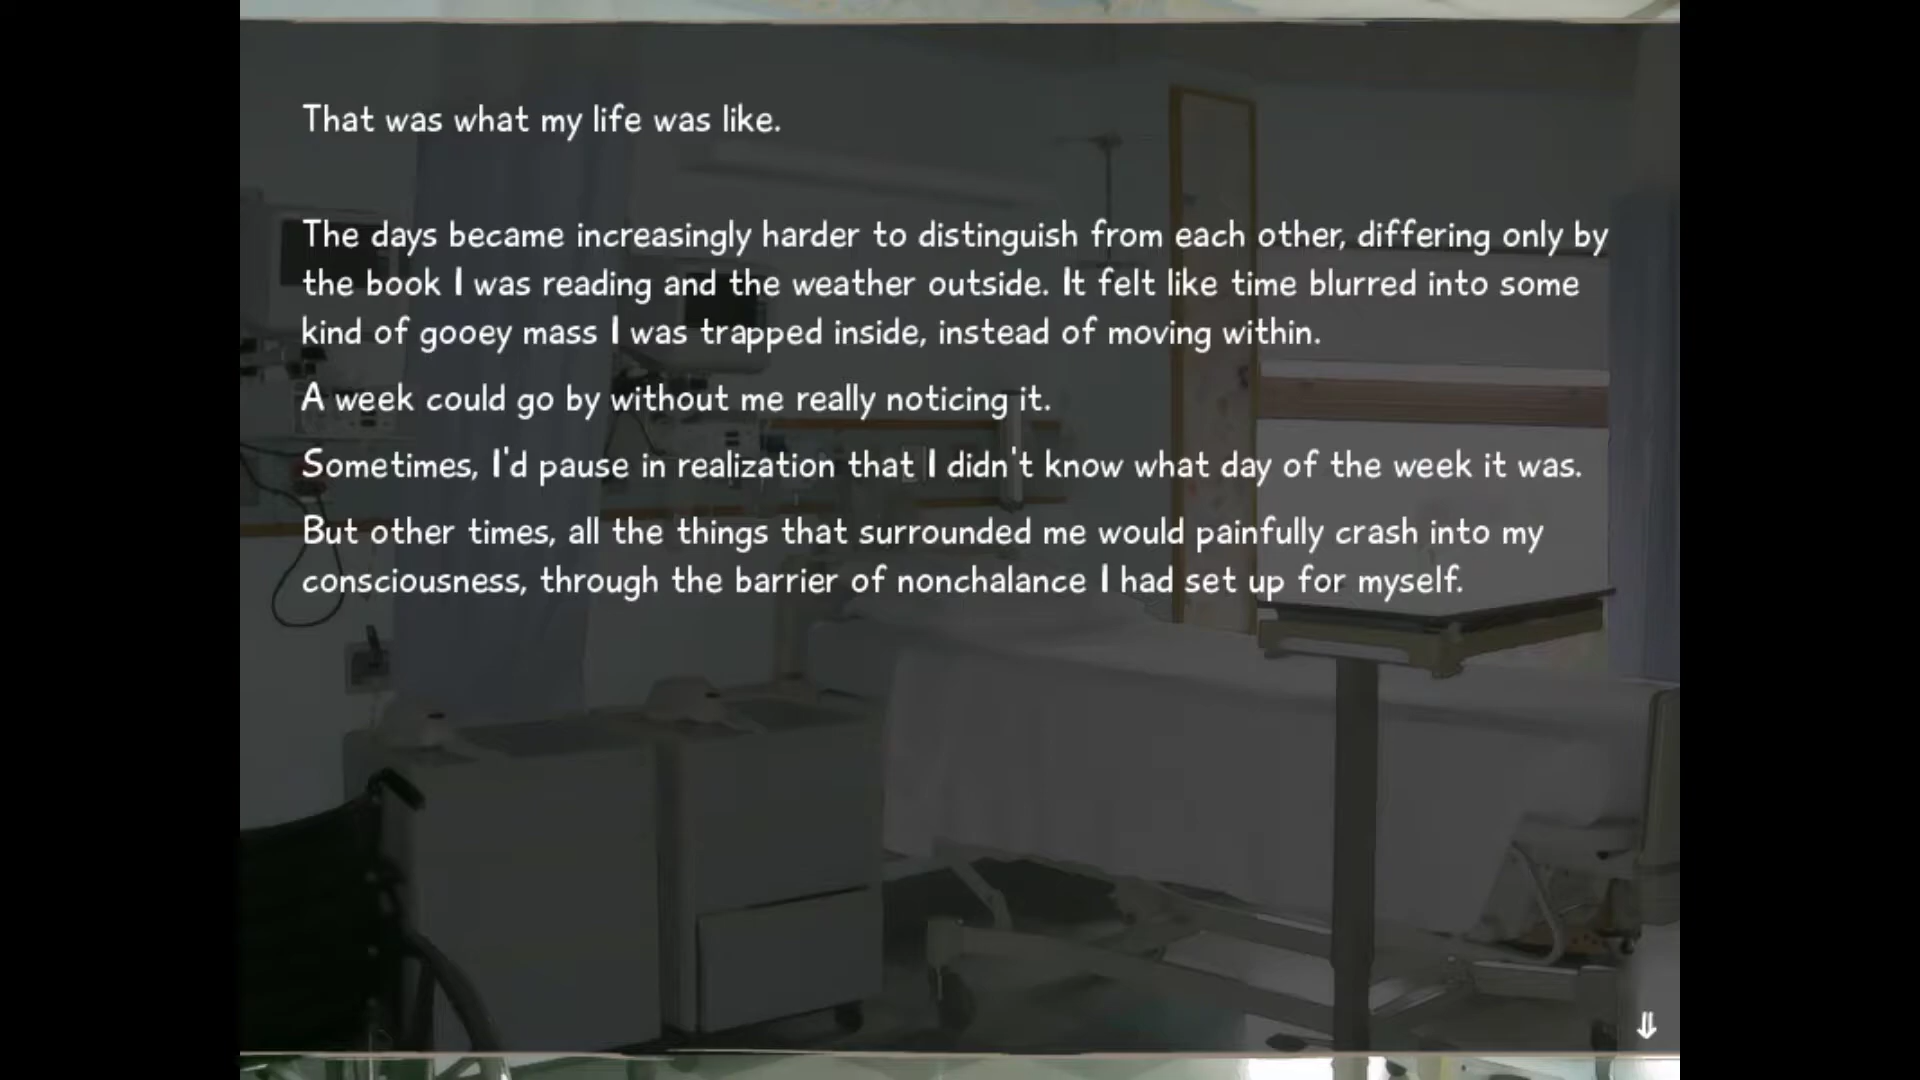 That was what my life was like.
The days became increasingly harder to distinguish from each other, differing only by
the book I was reading and the weather outside. It felt like time blurred into some
kind of gooey mass I was trapped inside, instead of moving within.
A week could go by without me really noticing it.
Sometimes, I'd pause in realization that I didn't know what day of the week it was.
But other times, all the things that surrounded me would painfully crash into my
consciousness, through the barrier of nonchalance I had set up for myself.